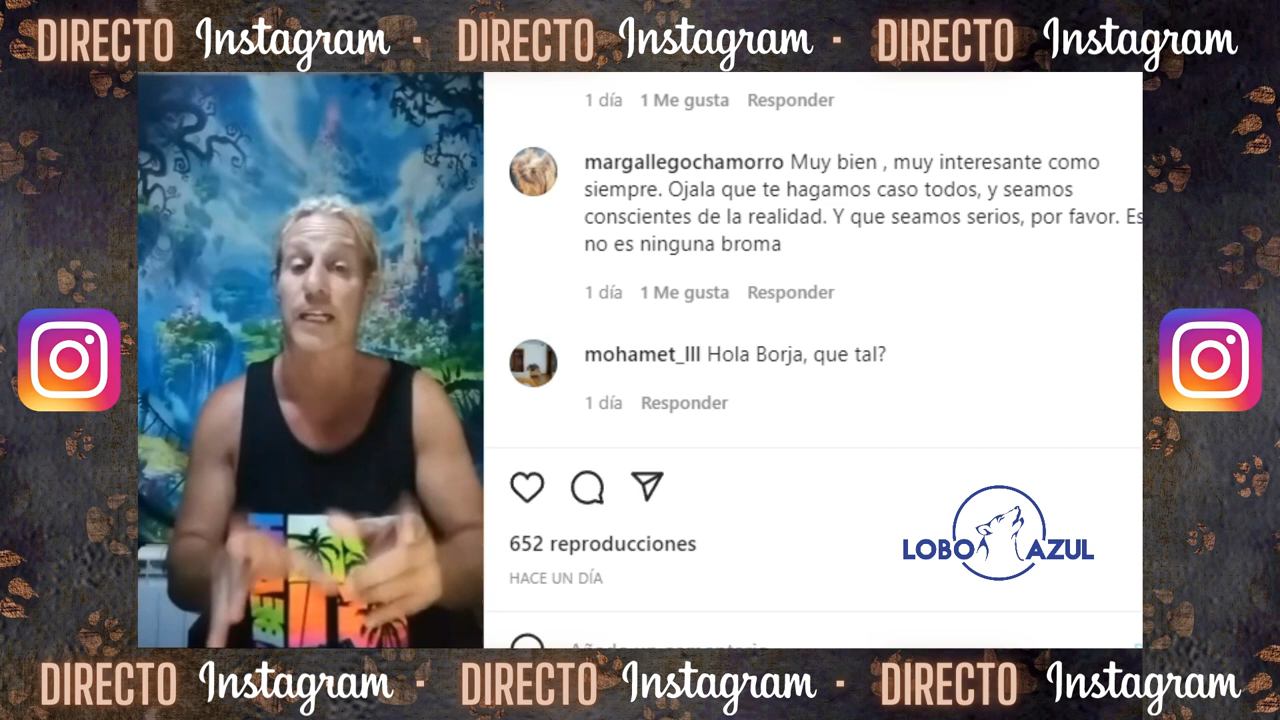 DIRECTO Instagram · DIRECTO Instagram · DIRECTO Instagram
1 día 1 Me gusta Responder
margallegochamorro Muy bien , muy interesante como
siempre. Ojala que te hagamos caso todos, y seamos
conscientes de la realidad. Y que seamos serios, por favor. Es
no es ninguna broma
1 día 1 Me gusta Responder
mohamet_lll Hola Borja, que tal?
1 día Responder
652 reproducciones
HACE UN DÍA
LOBO AZUL
DIRECTO Instagram · DIRECTO Instagram · DIRECTO Instagram